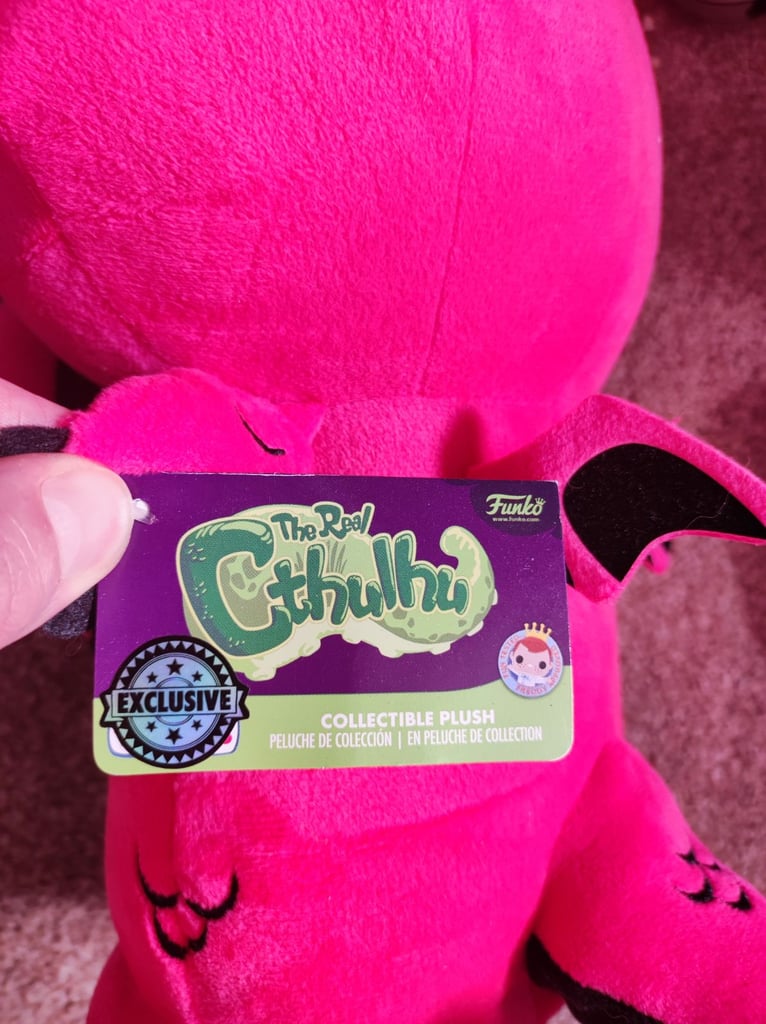 The Real
Cthulhu
Funko
www.funko.com
EXCLUSIVE
COLLECTIBLE PLUSH
PELUCHE DE COLECCIÓN | EN PELUCHE DE COLLECTION